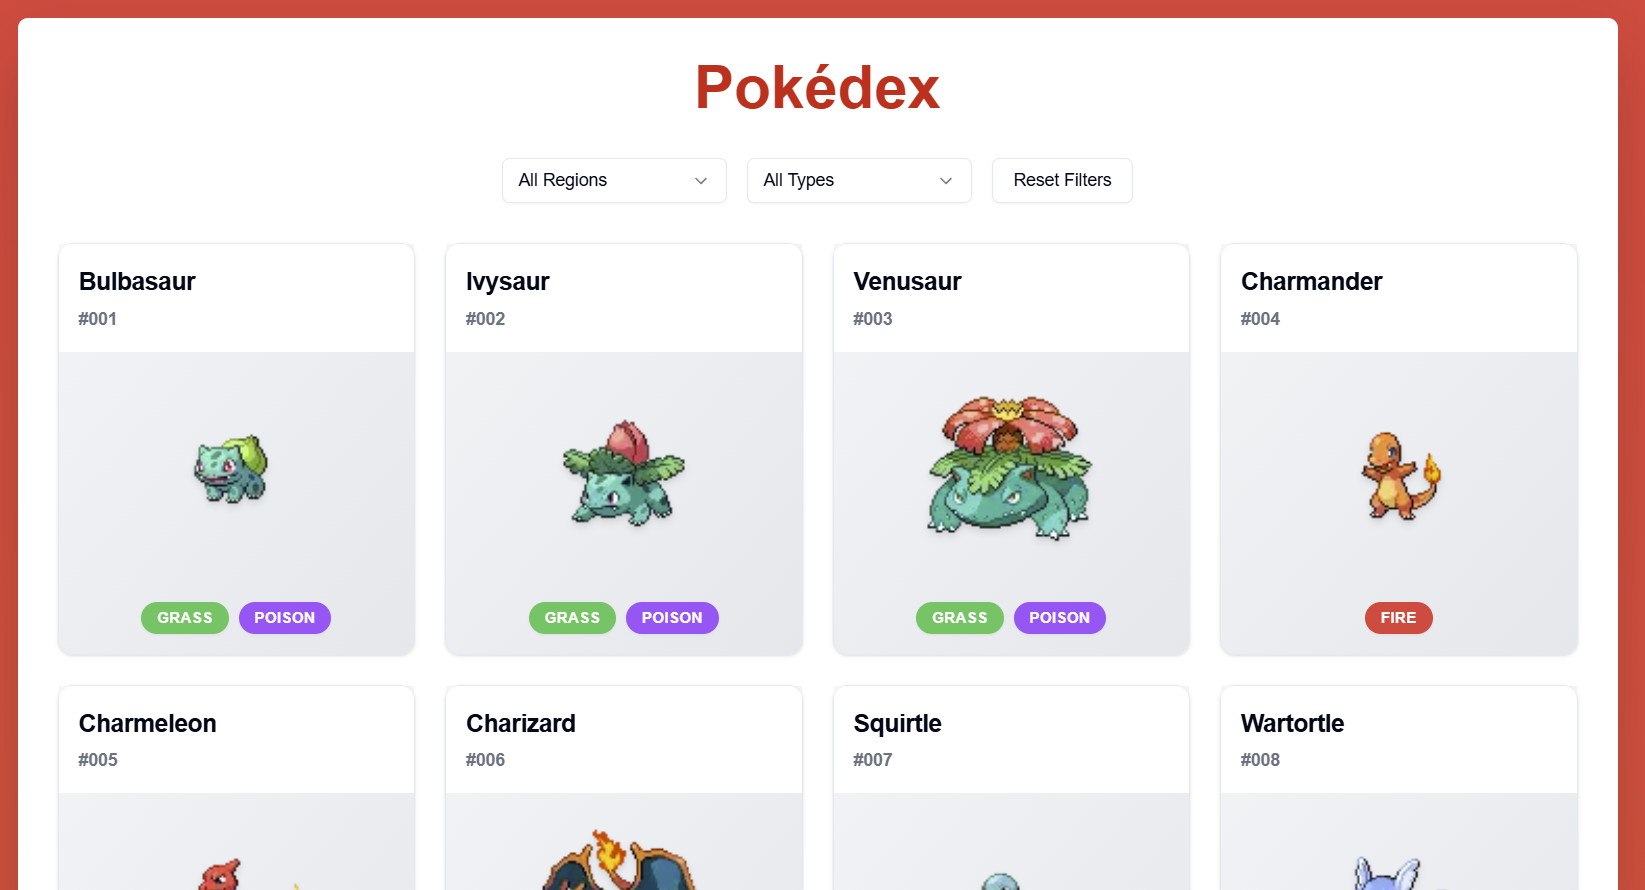 Pokédex
All Regions
All Types
Reset Filters
Bulbasaur
#001
GRASS POISON
Ivysaur
#002
GRASS POISON
Venusaur
#003
GRASS POISON
Charmander
#004
FIRE
Charmeleon
#005
Charizard
#006
Squirtle
#007
Wartortle
#008